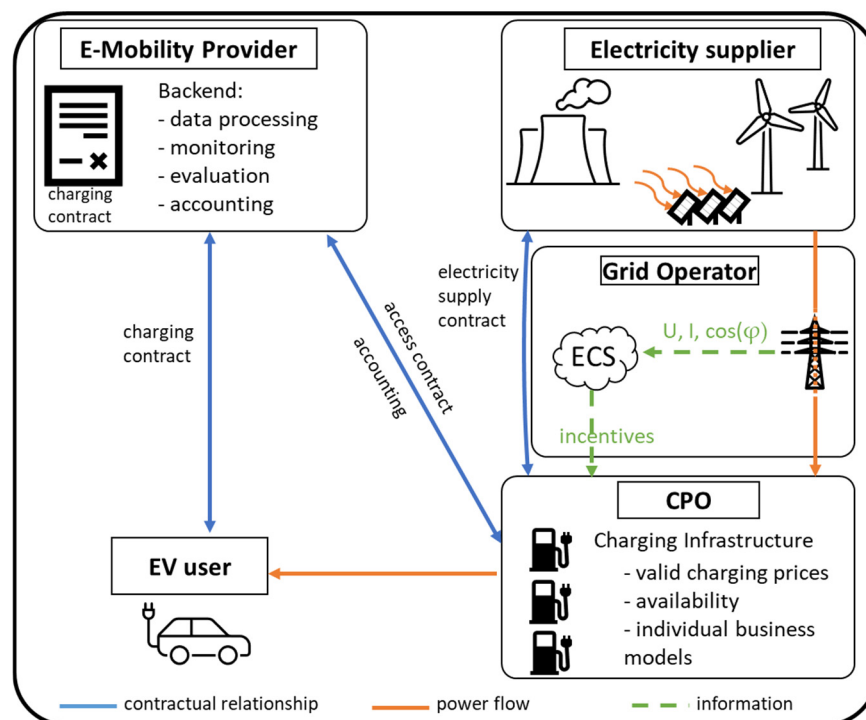 E-Mobility Provider
Backend:
- data processing
- monitoring
- evaluation
- accounting
charging
contract
Electricity supplier
charging
contract
access contract
accounting
electricity
supply
contract
Grid Operator
U, I, cos(φ)
ECS
incentives
CPO
Charging Infrastructure
- valid charging prices
- availability
- individual business
models
EV user
contractual relationship
power flow
information